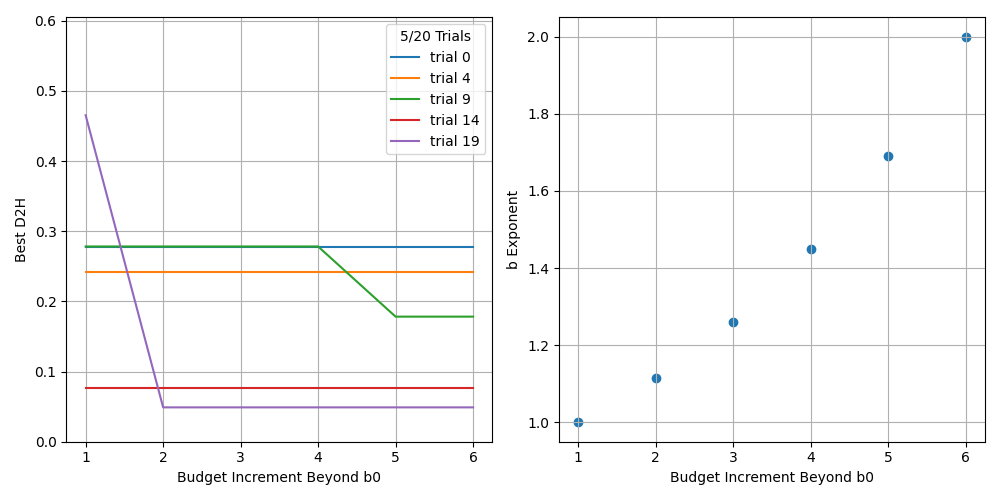 0.6
0.5
0.4
0.3
0.2
0.1
0.0
Best D2H
1 2 3 4 5 6
Budget Increment Beyond b0
5/20 Trials
trial 0
trial 4
trial 9
trial 14
trial 19
2.0
1.8
1.6
1.4
1.2
1.0
b Exponent
1 2 3 4 5 6
Budget Increment Beyond b0